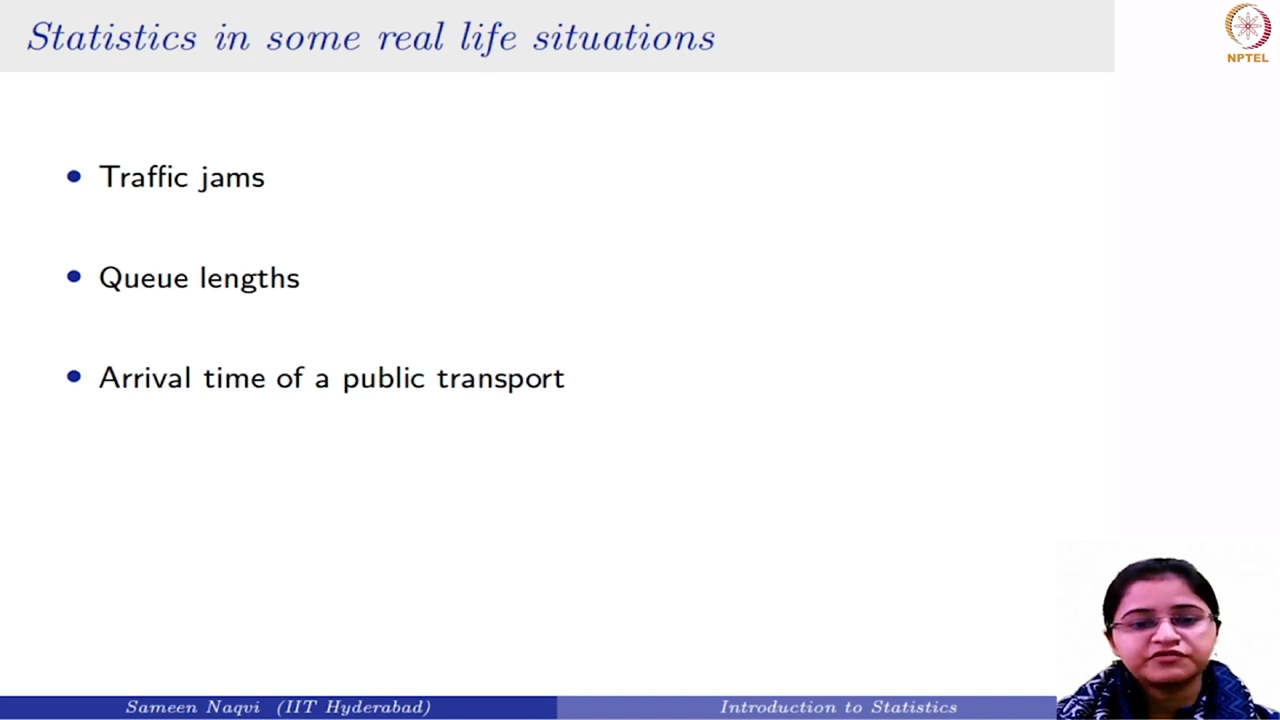 Statistics in some real life situations
NPTEL
Traffic jams
Queue lengths
Arrival time of a public transport
Sameen Naqvi (IIT Hyderabad)
Introduction to Statistics